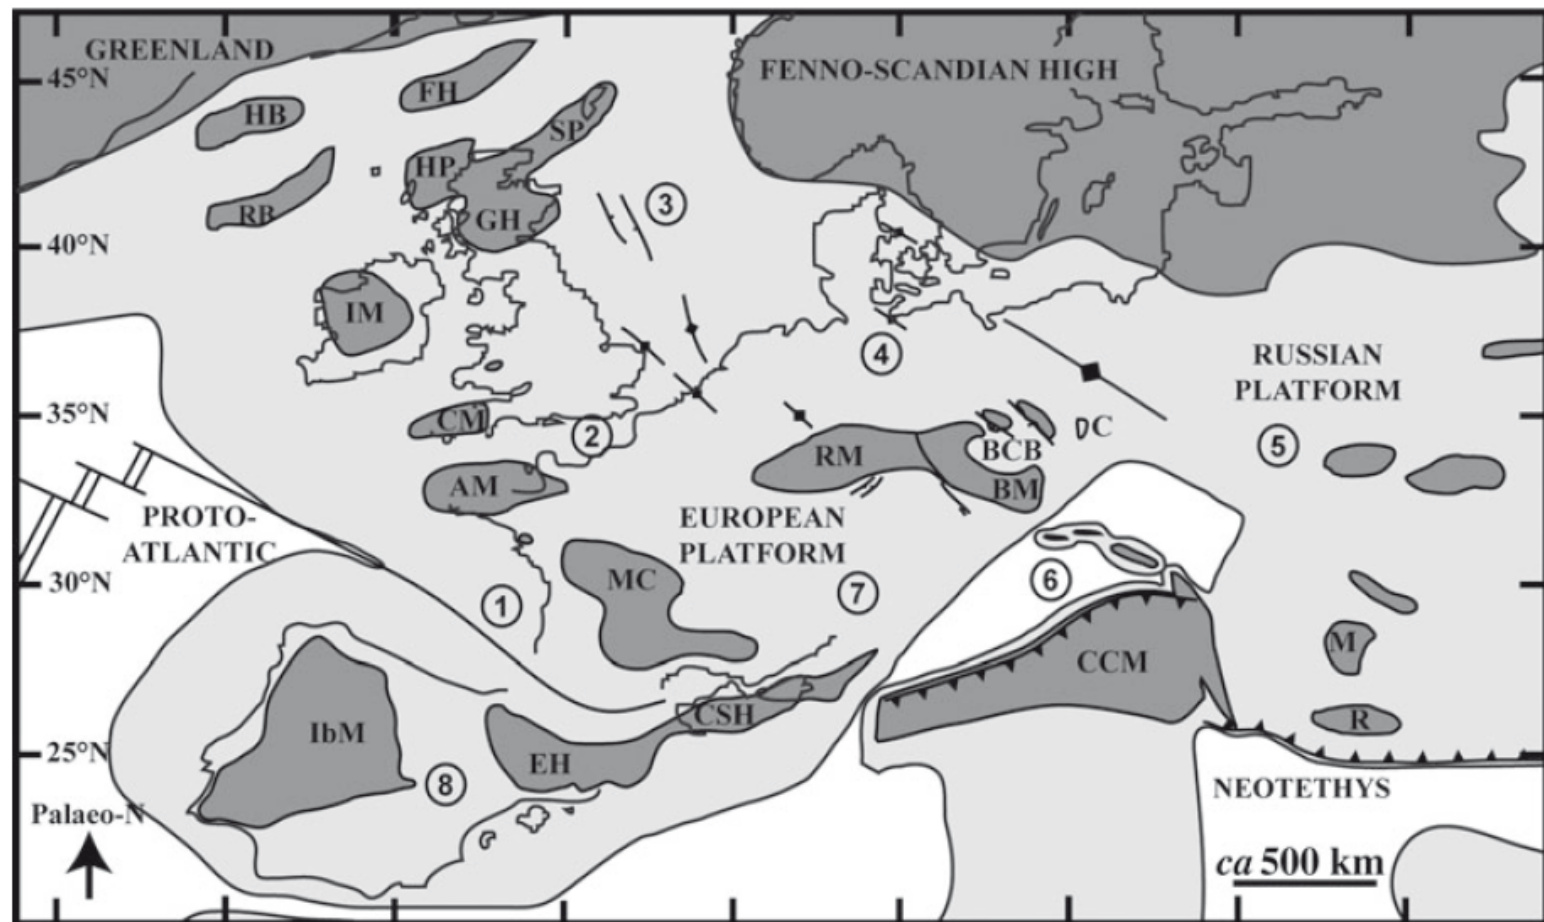 GREENLAND
FENNO-SCANDIAN HIGH
45°N
FH
HB
SP
HP
RB
3
GH
40°N
IM
4
RUSSIAN
PLATFORM
35°N
CM
2
C
BCB
5
RM
AM
BM
PROTO-
ATLANTIC
EUROPEAN
PLATFORM
30°N
MC
6
7
1
M
CCM
CSH
R
IbM
25°N
EH
8
NEOTETHYS
Palaeo-N
ca 500 km